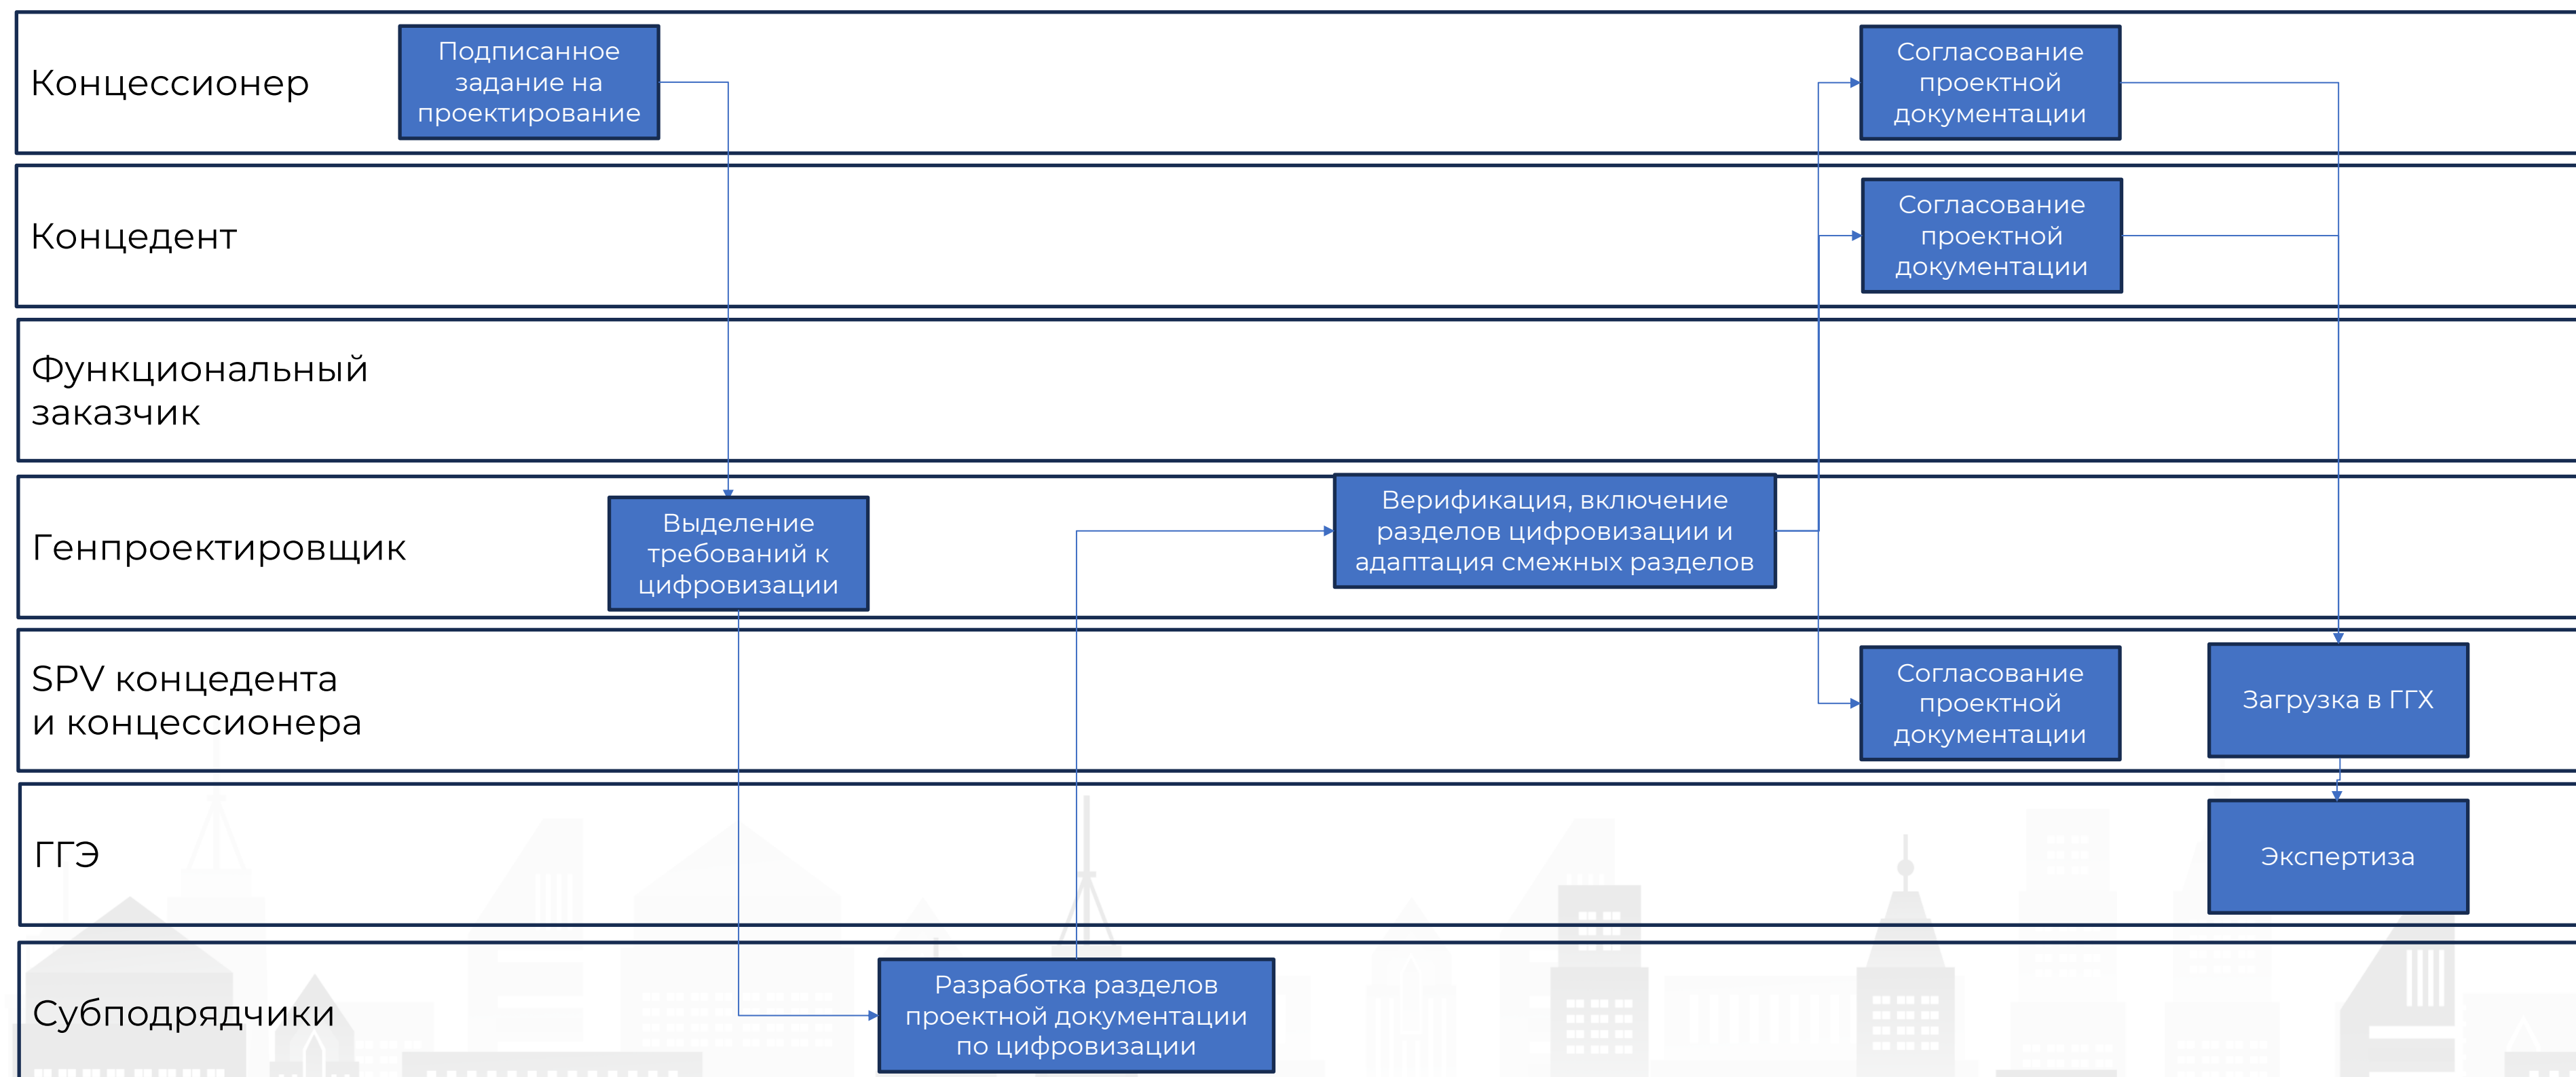 Концессионер
Подписанное
задание на
проектирование
Согласование
проектной
документации
Концедент
Согласование
проектной
документации
Функциональный
заказчик
Генпроектировщик
Выделение
требований к
цифровизации
Верификация, включение
разделов цифровизации и
адаптация смежных разделов
SPV концедента
и концессионера
Согласование
проектной
документации
Загрузка в ГГХ
ГГЭ
Экспертиза
Субподрядчики
Разработка разделов
проектной документации
по цифровизации